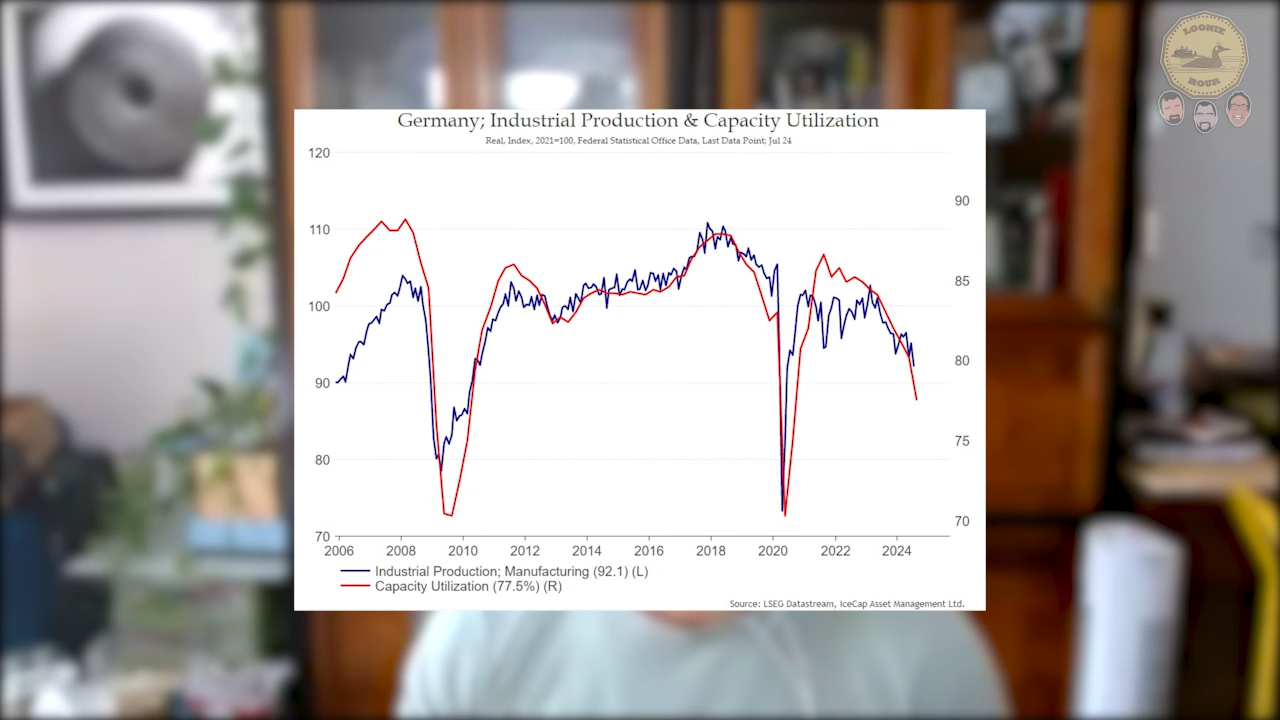 LOONIE
HOUR
Germany; Industrial Production & Capacity Utilization
Real, Index, 2021=100, Federal Statistical Office Data, Last Data Point; Jul 24
120
110
100
90
80
70
90
85
80
75
70
2006 2008 2010 2012 2014 2016 2018 2020 2022 2024
Industrial Production; Manufacturing (92.1) (L)
Capacity Utilization (77.5%) (R)
Source: LSEG Datastream, IceCap Asset Management Ltd.